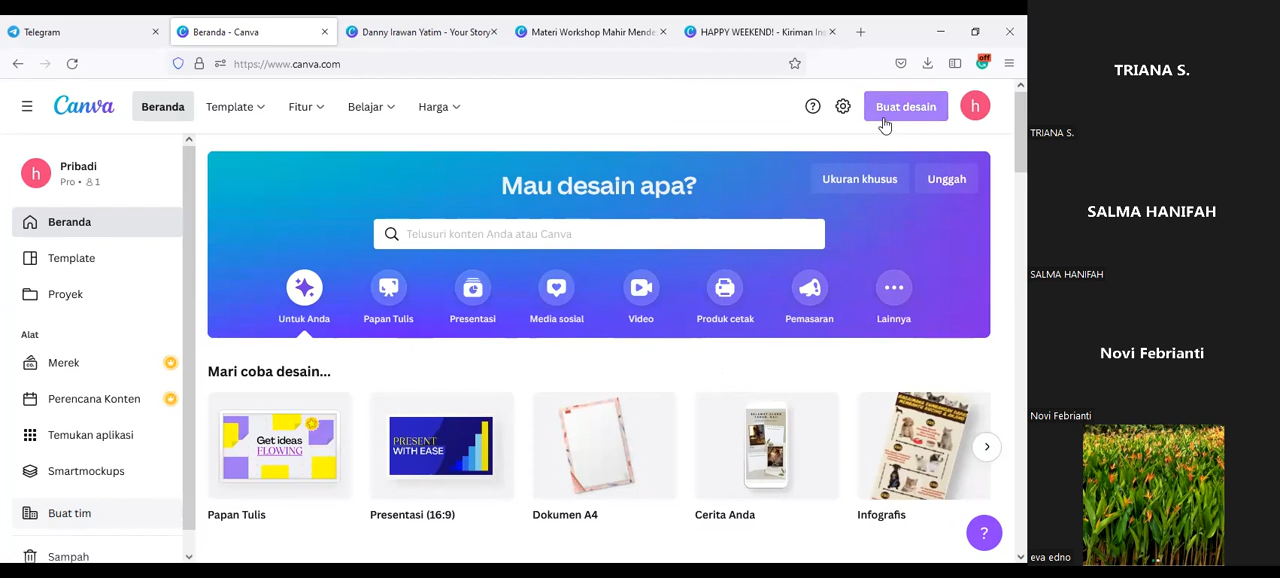 Telegram
Beranda - Canva
Danny Irawan Yatim - Your Story
Materi Workshop Mahir Mende
HAPPY WEEKEND! - Kiriman Ins
https://www.canva.com
off
Canva
Beranda
Template
Fitur
Belajar
Harga
Buat desain
h
h
Pribadi
Pro • 1
Beranda
Template
Proyek
Alat
Merek
Perencana Konten
Temukan aplikasi
Smartmockups
Buat tim
Sampah
Mau desain apa?
Ukuran khusus
Unggah
Telusuri konten Anda atau Canva
Untuk Anda
Papan Tulis
Presentasi
Media sosial
Video
Produk cetak
Pemasaran
Lainnya
Mari coba desain...
Get ideas
FLOWING
PRESENT
WITH EASE
Papan Tulis
Presentasi (16:9)
Dokumen A4
Cerita Anda
Infografis
?
TRIANA S.
TRIANA S.
SALMA HANIFAH
SALMA HANIFAH
Novi Febrianti
Novi Febrianti
eva edno